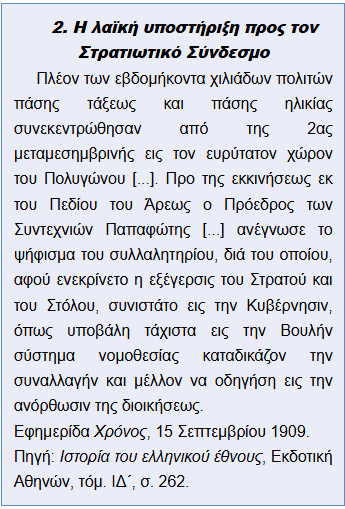 2. Η λαϊκή υποστήριξη προς τον
Στρατιωτικό Σύνδεσμο
Πλέον των εβδομήκοντα χιλιάδων πολιτών
πάσης τάξεως και πάσης ηλικίας
συνεκεντρώθησαν από της 2ας
μεταμεσημβρινής εις τον ευρύτατον χώρον
του Πολυγώνου [...]. Προ της εκκινήσεως εκ
του Πεδίου του Άρεως ο Πρόεδρος των
Συντεχνιών Παπαφώτης [...] ανέγνωσε το
ψήφισμα του συλλαλητηρίου, διά του οποίου,
αφού ενεκρίνετο η εξέγερσις του Στρατού και
του Στόλου, συνιστάτο εις την Κυβέρνησιν,
όπως υποβάλη τάχιστα εις την Βουλήν
σύστημα νομοθεσίας καταδικάζον την
συναλλαγήν και μέλλον να οδηγήση εις την
ανόρθωσιν της διοικήσεως.
Εφημερίδα Χρόνος, 15 Σεπτεμβρίου 1909.
Πηγή: Ιστορία του ελληνικού έθνους, Εκδοτική
Αθηνών, τόμ. ΙΔ΄, σ. 262.